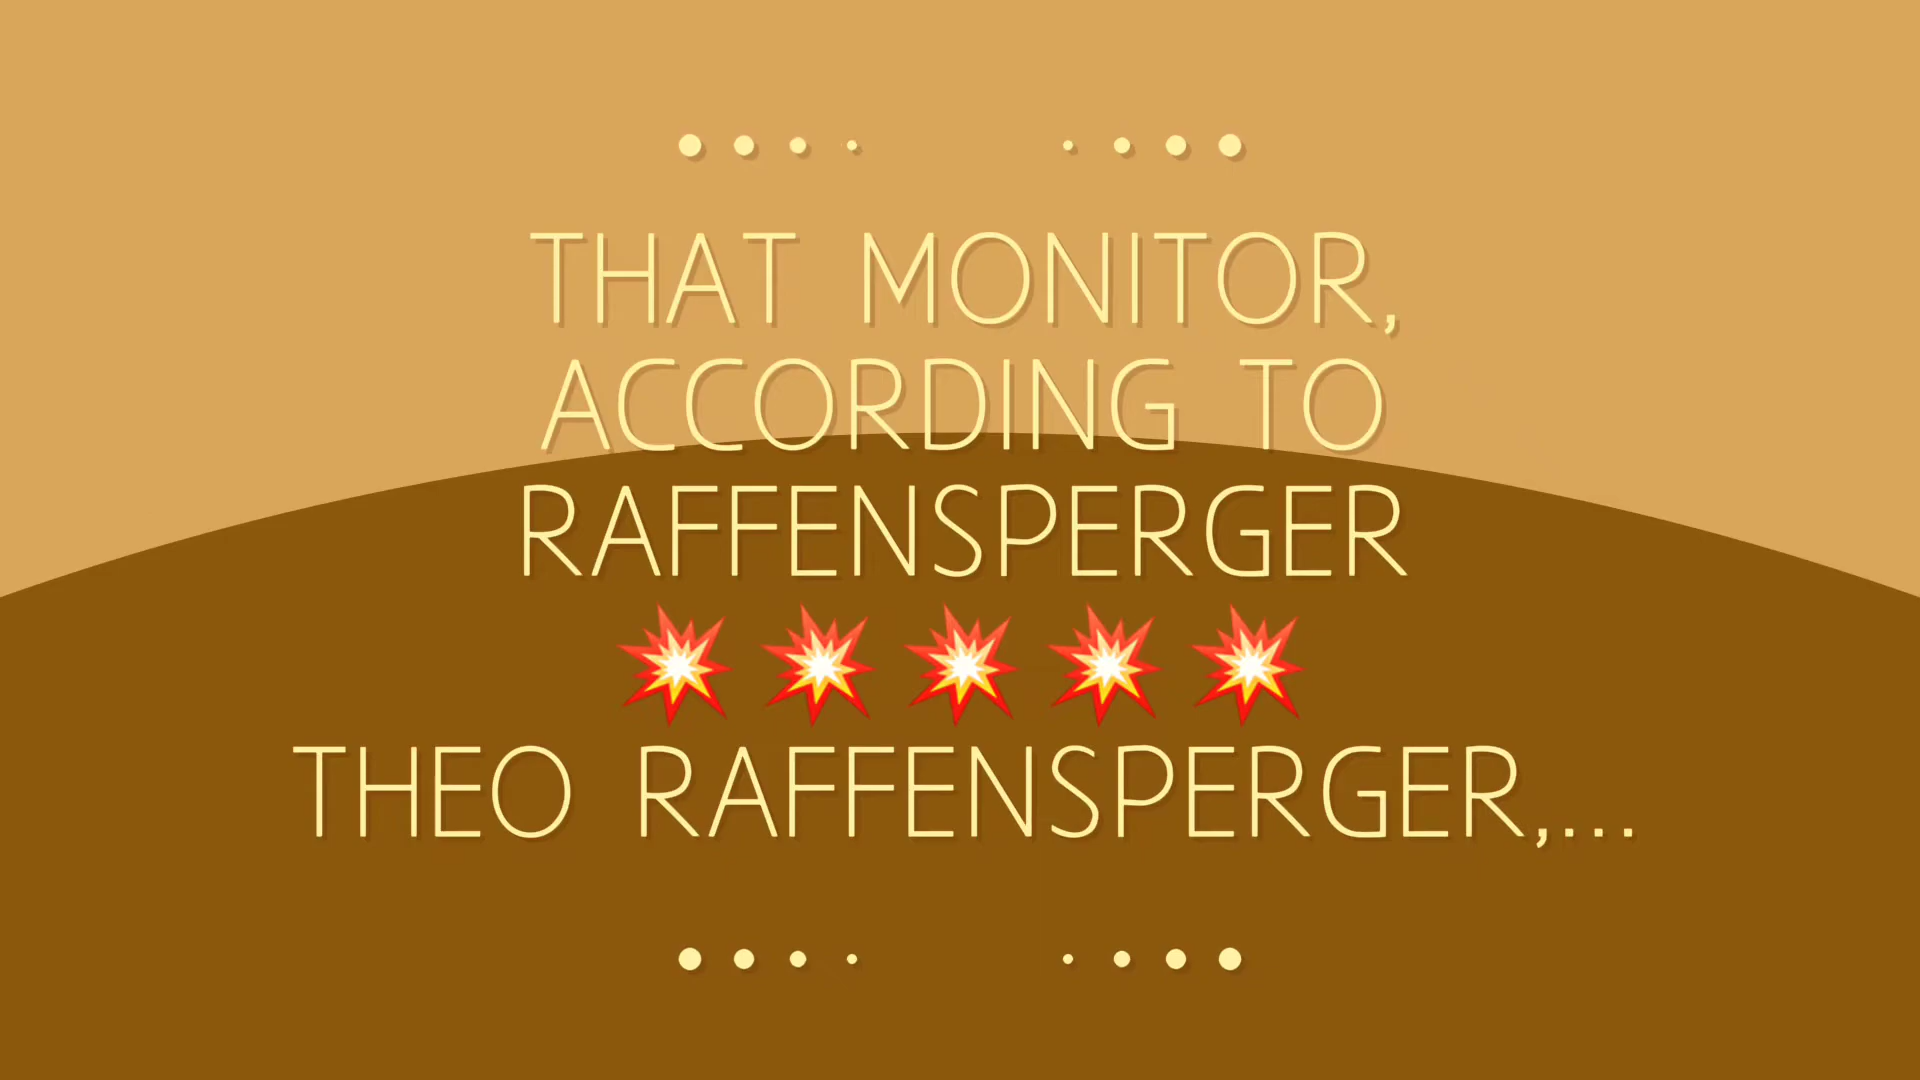 THAT MONITOR,
ACCORDING TO
RAFFENSPERGER
💥💥💥💥💥
THEO RAFFENSPERGER,...